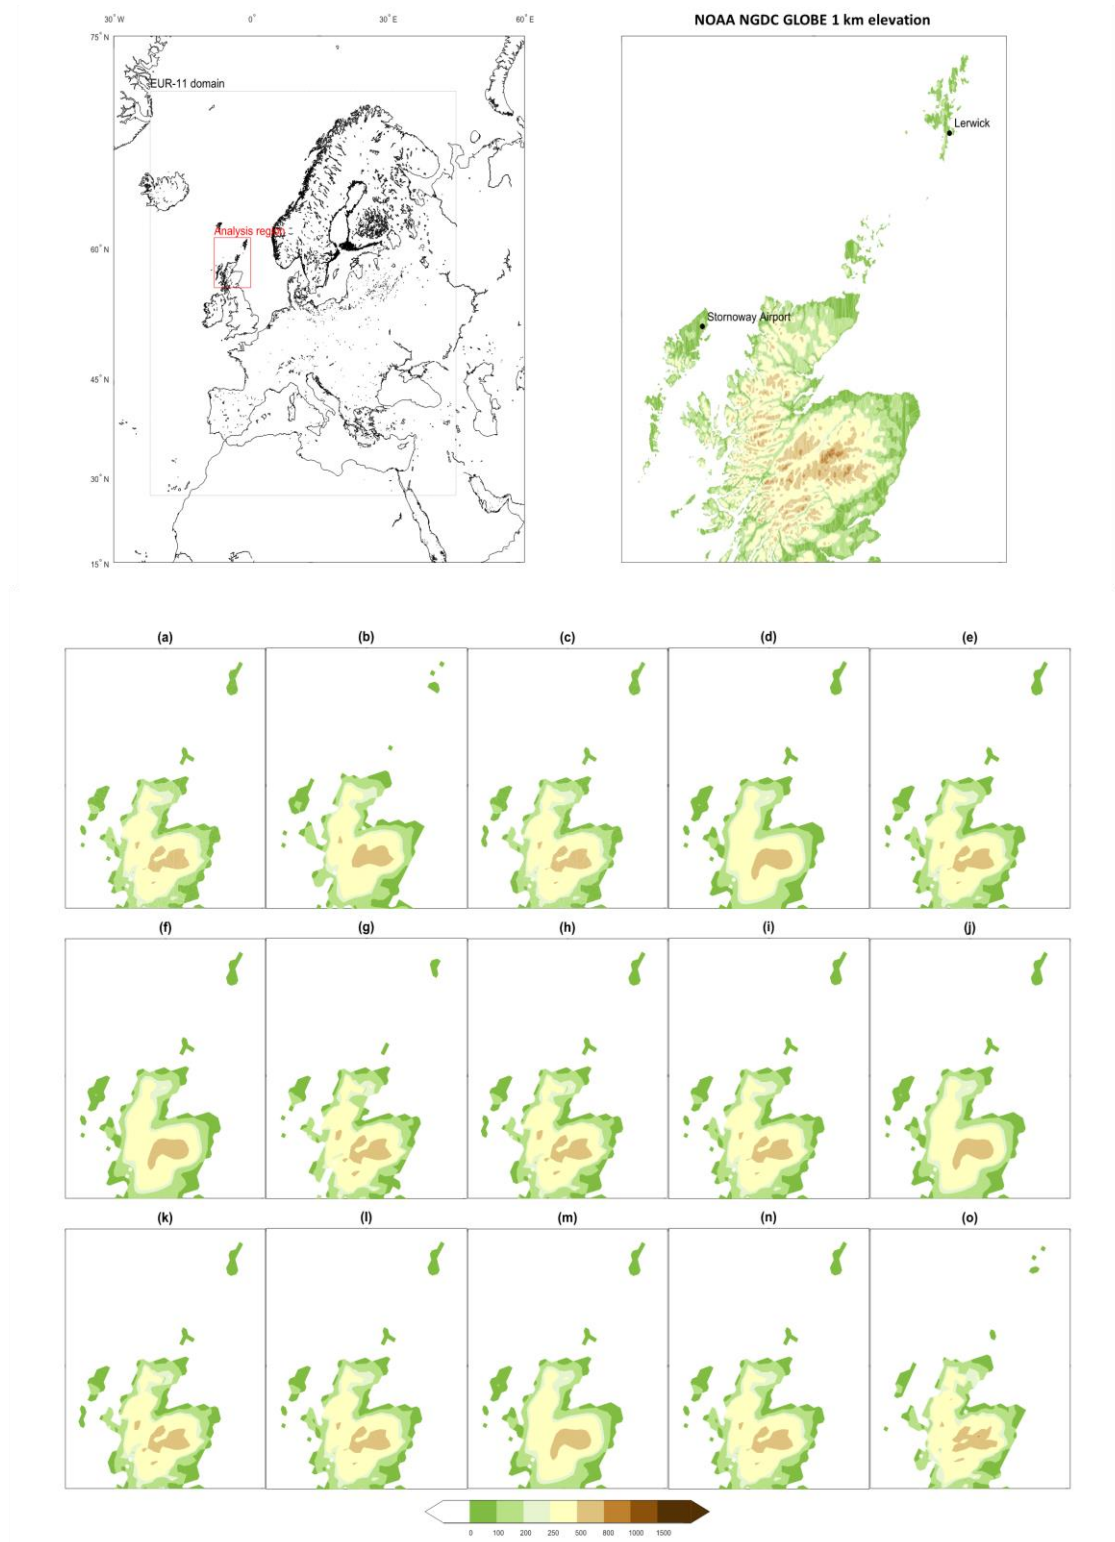 30°W 0° 30°E 60°E
NOAA NGDC GLOBE 1 km elevation
75°N
EUR-11 domain
Lerwick
Analysis region
60°N
Stornoway Airport
45°N
30°N
15°N
(a) (b) (c) (d) (e)
(f) (g) (h) (i) (j)
(k) (l) (m) (n) (o)
0 100 200 250 500 800 1000 1500